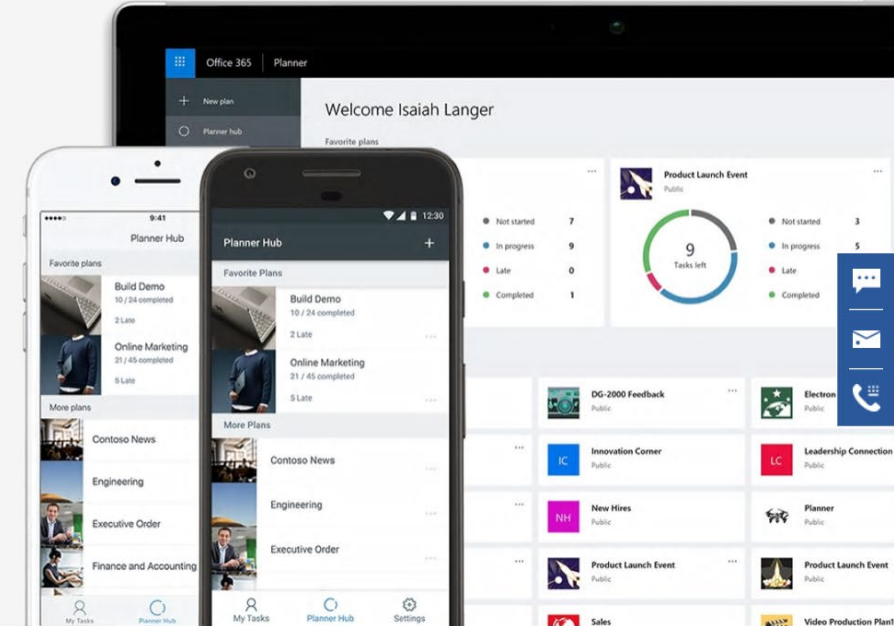 Office 365
Planner
New plan
Planner hub
Welcome Isaiah Langer
Favorite plans
Not started 7
In progress 9
Late 0
Completed 1
Product Launch Event
Public
9
Tasks left
Not started 3
In progress 5
Late
Completed
DG-2000 Feedback
Public
Electron
Public
IC
Innovation Corner
Public
LC
Leadership Connection
Public
NH
New Hires
Public
Planner
Public
Product Launch Event
Public
Product Launch Event
Public
Sales
Video Production Plan
9:41
Planner Hub
Favorite plans
Build Demo
10 / 24 completed
2 Late
Online Marketing
21 / 45 completed
5 Late
More plans
Contoso News
Engineering
Executive Order
Finance and Accounting
My Tasks
Planner Hub
12:30
Planner Hub
Favorite Plans
Build Demo
10 / 24 completed
2 Late
Online Marketing
21 / 45 completed
5 Late
More Plans
Contoso News
Engineering
Executive Order
My Tasks
Planner Hub
Settings